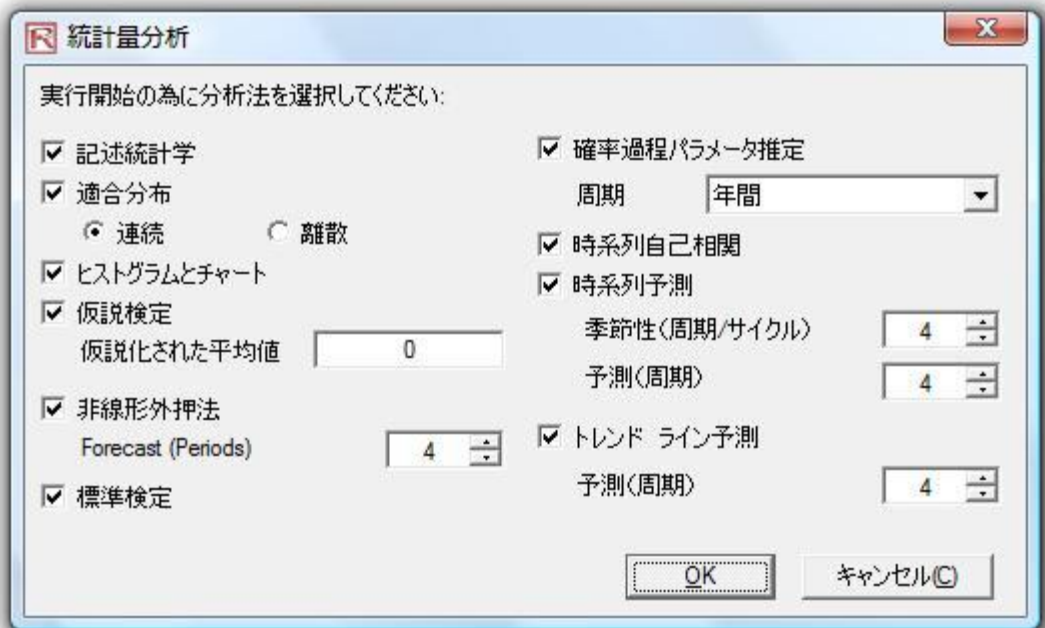 統計量分析
実行開始の為に分析法を選択してください:
記述統計学
適合分布
連続 離散
ヒストグラムとチャート
仮説検定
仮説化された平均値 0
非線形外押法
Forecast (Periods) 4
標準検定
確率過程パラメータ推定
周期 年間
時系列自己相関
時系列予測
季節性(周期/サイクル) 4
予測(周期) 4
トレンド ライン予測
予測(周期) 4
OK キャンセル(C)